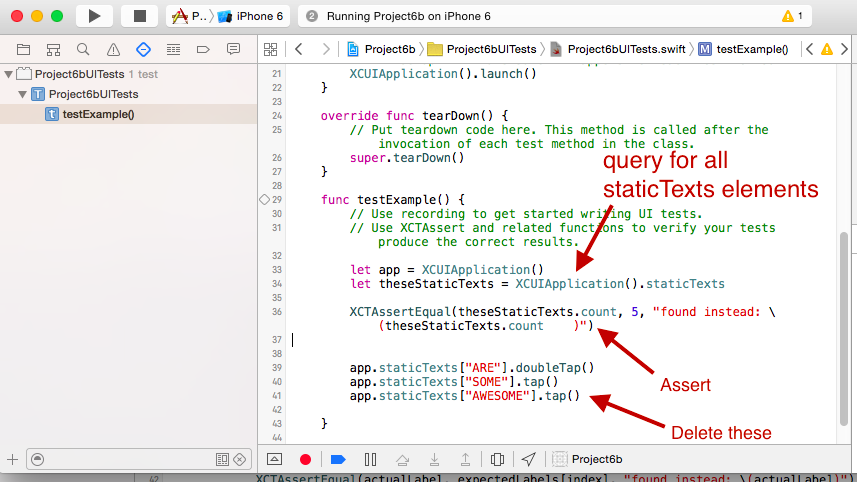 P.. iPhone 6 2 Running Project6b on iPhone 6 1
Project6b Project6bUITests Project6bUITests.swift M testExample()
Project6bUITests 1 test
T Project6bUITests
t testExample()
21 XCUIApplication().launch()
22 }
23
24 override func tearDown() {
25 // Put teardown code here. This method is called after the
invocation of each test method in the class.
26 super.tearDown()
27 }
28
query for all
staticTexts elements
29 func testExample() {
30 // Use recording to get started writing UI tests.
31 // Use XCTAssert and related functions to verify your tests
produce the correct results.
32
33 let app = XCUIApplication()
34 let theseStaticTexts = XCUIApplication().staticTexts
35
36 XCTAssertEqual(theseStaticTexts.count, 5, "found instead: \
(theseStaticTexts.count    )")
37
38
39 app.staticTexts["ARE"].doubleTap()
40 app.staticTexts["SOME"].tap()
41 app.staticTexts["AWESOME"].tap()
Assert
42
43 }
Delete these
44
Project6b
42 XCTAssertEqual(actualLabel, expectedLabels[index], "found instead: \(actualLabel)")